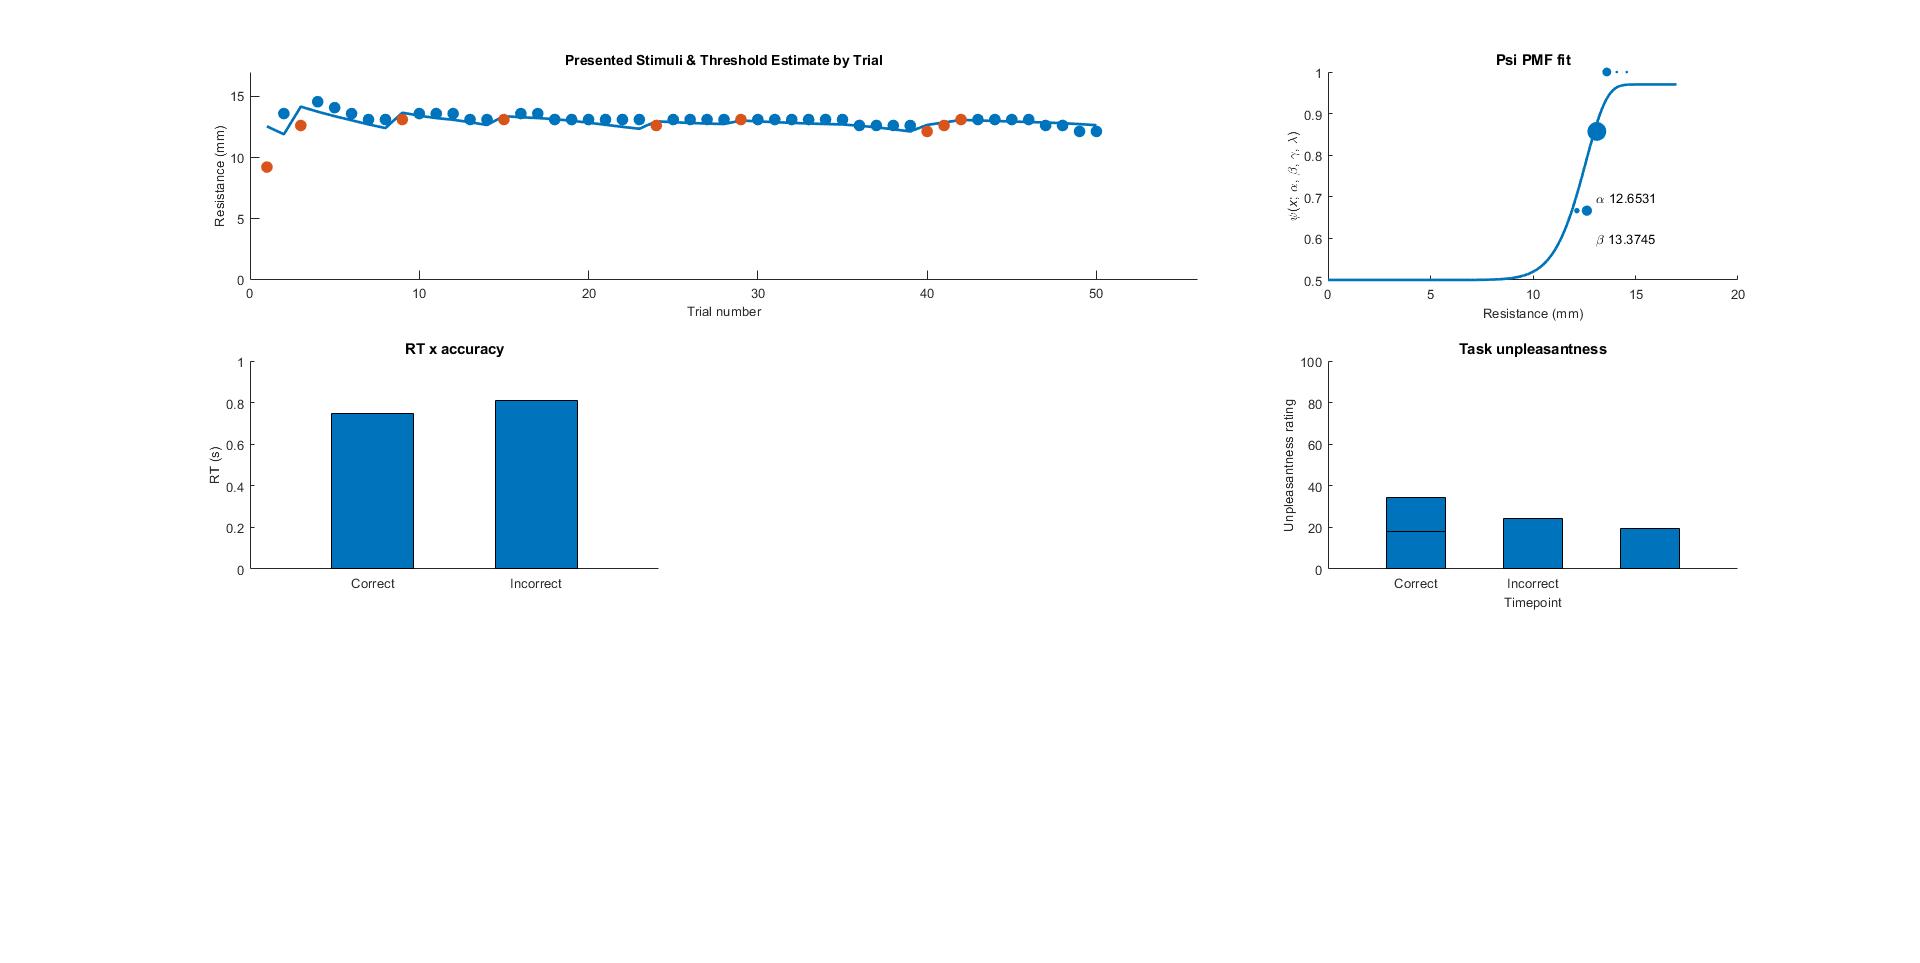 Presented Stimuli & Threshold Estimate by Trial
15
10
5
0
Resistance (mm)
0 10 20 30 40 50
Trial number
Psi PMF fit
1
0.9
0.8
0.7
0.6
0.5
ψ(x; α, β, γ, λ)
α 12.6531
β 13.3745
0 5 10 15 20
Resistance (mm)
RT x accuracy
1
0.8
0.6
0.4
0.2
0
RT (s)
Correct Incorrect
Task unpleasantness
100
80
60
40
20
0
Unpleasantness rating
Correct Incorrect
Timepoint